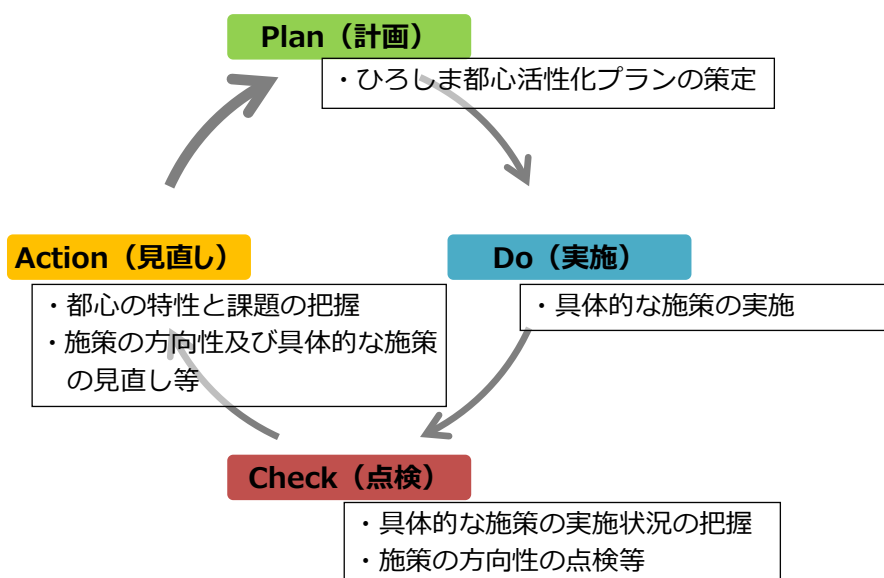 Plan（計画）
・ひろしま都心活性化プランの策定
Action（見直し）
・都心の特性と課題の把握
・施策の方向性及び具体的な施策
の見直し等
Do（実施）
・具体的な施策の実施
Check（点検）
・具体的な施策の実施状況の把握
・施策の方向性の点検等